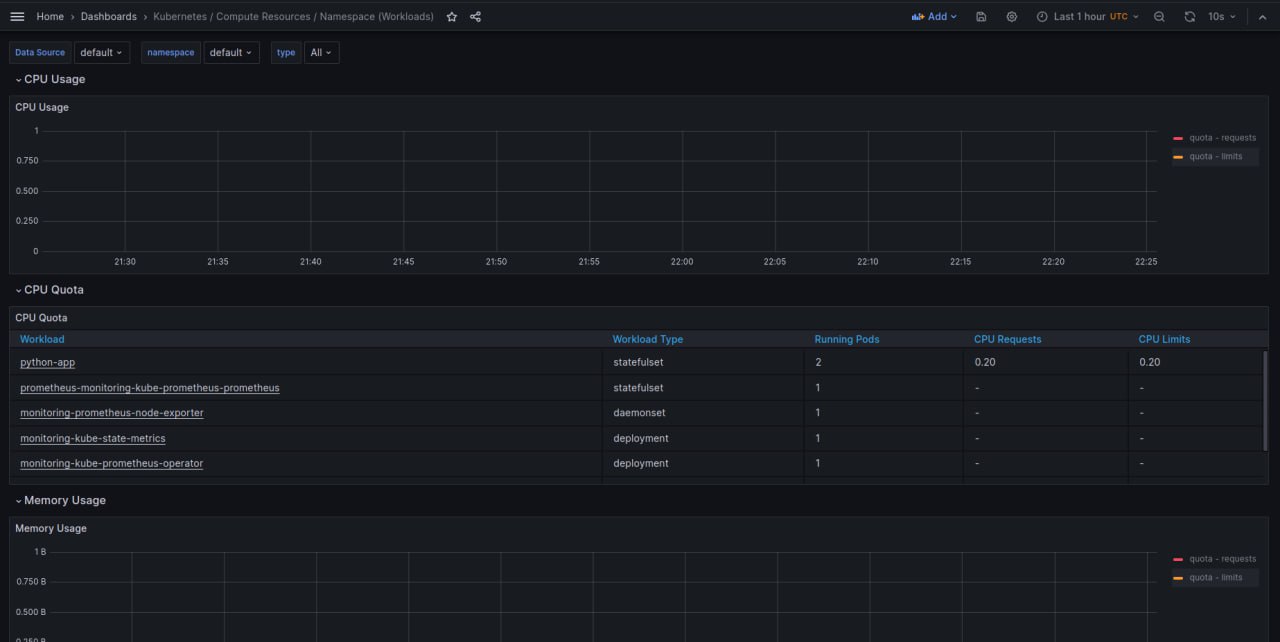 Home › Dashboards › Kubernetes / Compute Resources / Namespace (Workloads) Add Last 1 hour UTC 10s
Data Source default namespace default type All
CPU Usage
CPU Usage
1
0.750
0.500
0.250
0
21:30 21:35 21:40 21:45 21:50 21:55 22:00 22:05 22:10 22:15 22:20 22:25
quota - requests
quota - limits
CPU Quota
CPU Quota
Workload Workload Type Running Pods CPU Requests CPU Limits
python-app statefulset 2 0.20 0.20
prometheus-monitoring-kube-prometheus-prometheus statefulset 1 - -
monitoring-prometheus-node-exporter daemonset 1 - -
monitoring-kube-state-metrics deployment 1 - -
monitoring-kube-prometheus-operator deployment 1 - -
Memory Usage
Memory Usage
1 B
0.750 B
0.500 B
0.250 B
quota - requests
quota - limits